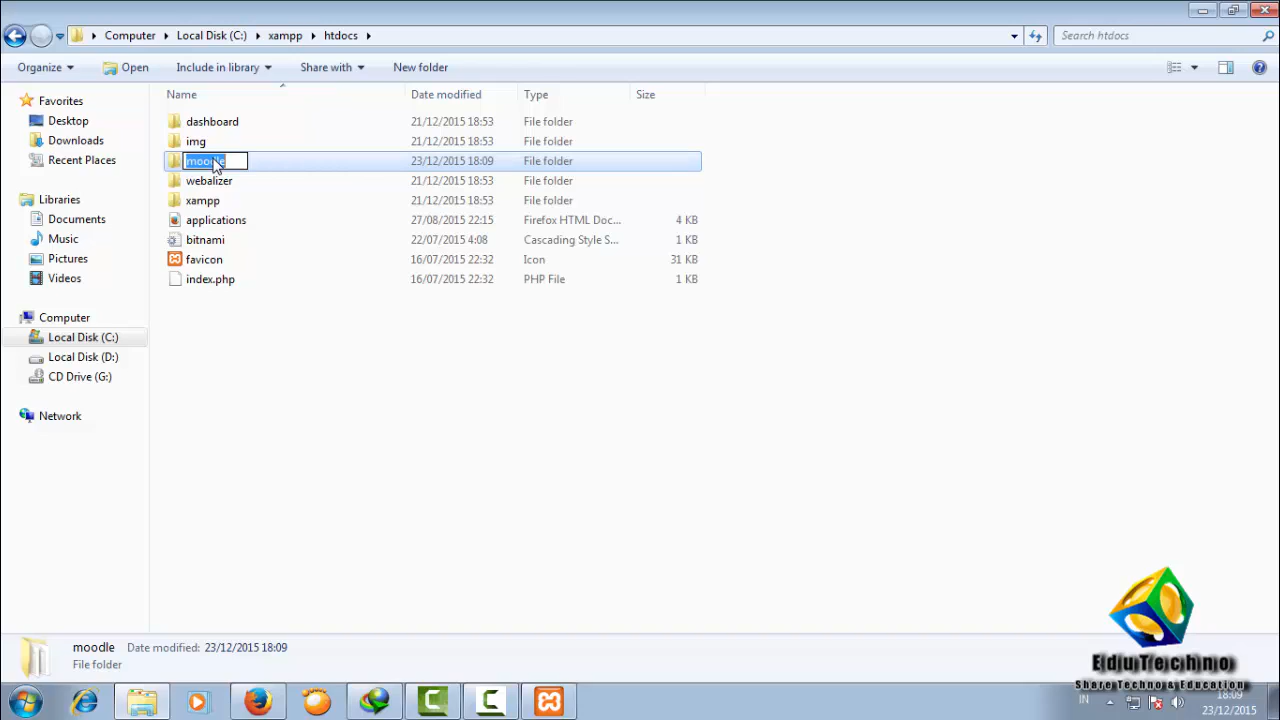 Computer Local Disk (C:) xampp htdocs Search htdocs
Organize Open Include in library Share with New folder
Name Date modified Type Size
Favorites
Desktop
Downloads
Recent Places
Libraries
Documents
Music
Pictures
Videos
Computer
Local Disk (C:)
Local Disk (D:)
CD Drive (G:)
Network
dashboard 21/12/2015 18:53 File folder
img 21/12/2015 18:53 File folder
moodle 23/12/2015 18:09 File folder
webalizer 21/12/2015 18:53 File folder
xampp 21/12/2015 18:53 File folder
applications 27/08/2015 22:15 Firefox HTML Doc... 4 KB
bitnami 22/07/2015 4:08 Cascading Style S... 1 KB
favicon 16/07/2015 22:32 Icon 31 KB
index.php 16/07/2015 22:32 PHP File 1 KB
moodle Date modified: 23/12/2015 18:09
File folder
EduTechno
Share Techno & Educationy
IN
18:09
23/12/2015